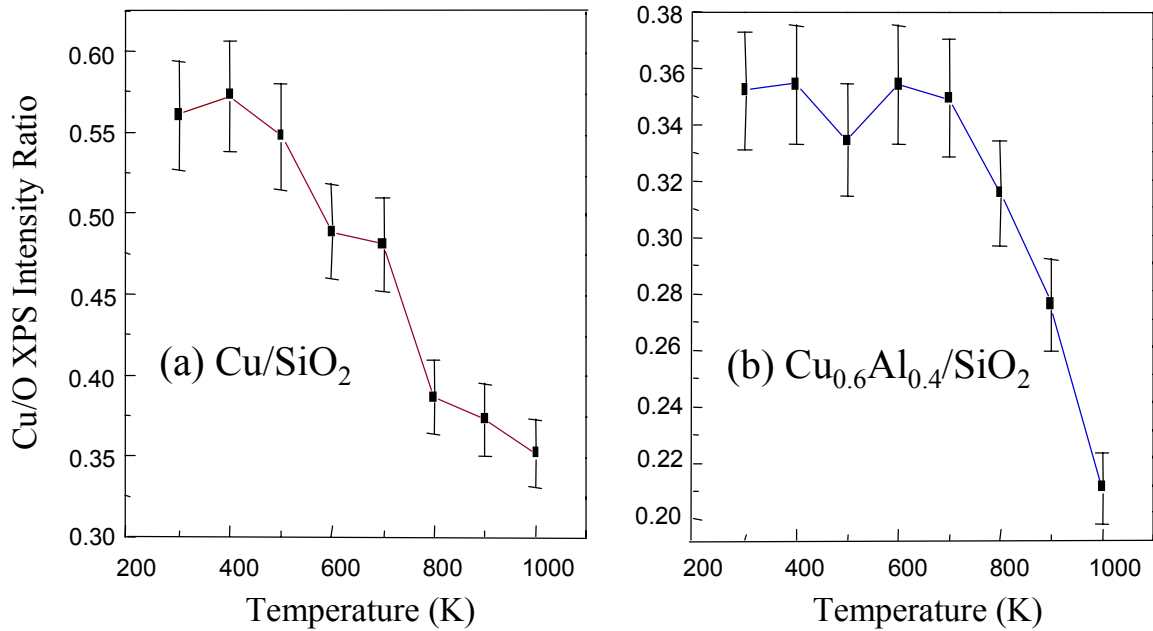 Cu/O XPS Intensity Ratio
0.60
0.55
0.50
0.45
0.40
0.35
0.30
(a) Cu/SiO₂
200 400 600 800 1000
Temperature (K)
0.38
0.36
0.34
0.32
0.30
0.28
0.26
0.24
0.22
0.20
(b) Cu₀.₆Al₀.₄/SiO₂
200 400 600 800 1000
Temperature (K)